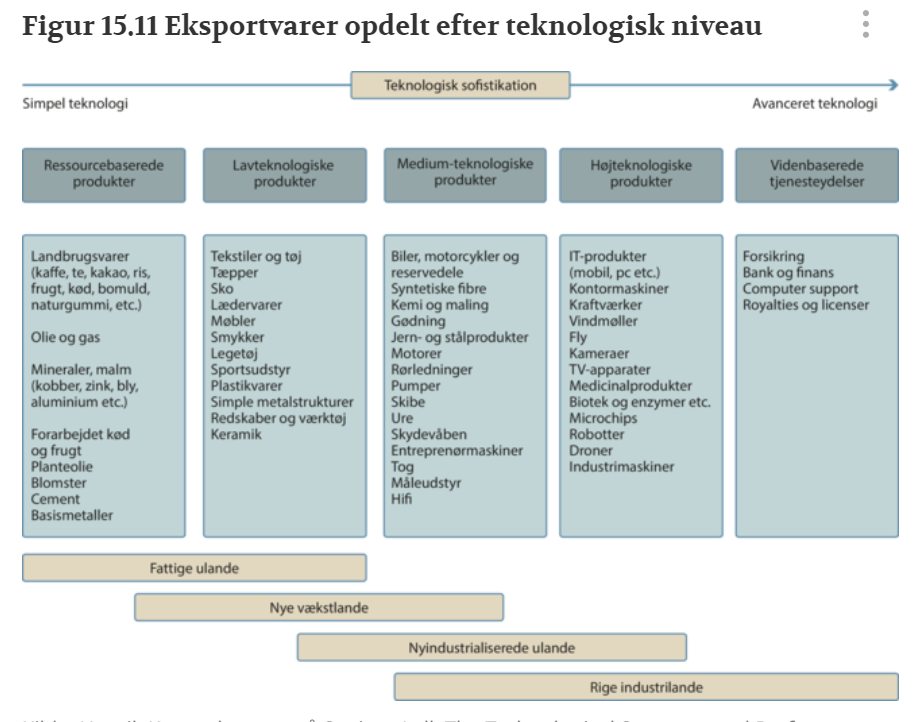 Figur 15.11 Eksportvarer opdelt efter teknologisk niveau
Teknologisk sofistikation
Simpel teknologi
Avanceret teknologi
Ressourcebaserede
produkter
Lavteknologiske
produkter
Medium-teknologiske
produkter
Højteknologiske
produkter
Videnbaserede
tjenesteydelser
Landbrugsvarer
(kaffe, te, kakao, ris,
frugt, kød, bomuld,
naturgummi, etc.)
Olie og gas
Mineraler, malm
(kobber, zink, bly,
aluminium etc.)
Forarbejdet kød
og frugt
Planteolie
Blomster
Cement
Basismetaller
Tekstiler og tøj
Tæpper
Sko
Lædervarer
Møbler
Smykker
Legetøj
Sportsudstyr
Plastikvarer
Simple metalstrukturer
Redskaber og værktøj
Keramik
Biler, motorcykler og
reservedele
Syntetiske fibre
Kemi og maling
Gødning
Jern- og stålprodukter
Motorer
Rørledninger
Pumper
Skibe
Ure
Skydevåben
Entreprenørmaskiner
Tog
Måleudstyr
Hifi
IT-produkter
(mobil, pc etc.)
Kontormaskiner
Kraftværker
Vindmøller
Fly
Kameraer
TV-apparater
Medicinalprodukter
Biotek og enzymer etc.
Microchips
Robotter
Droner
Industrimaskiner
Forsikring
Bank og finans
Computer support
Royalties og licenser
Fattige ulande
Nye vækstlande
Nyindustrialiserede ulande
Rige industrilande